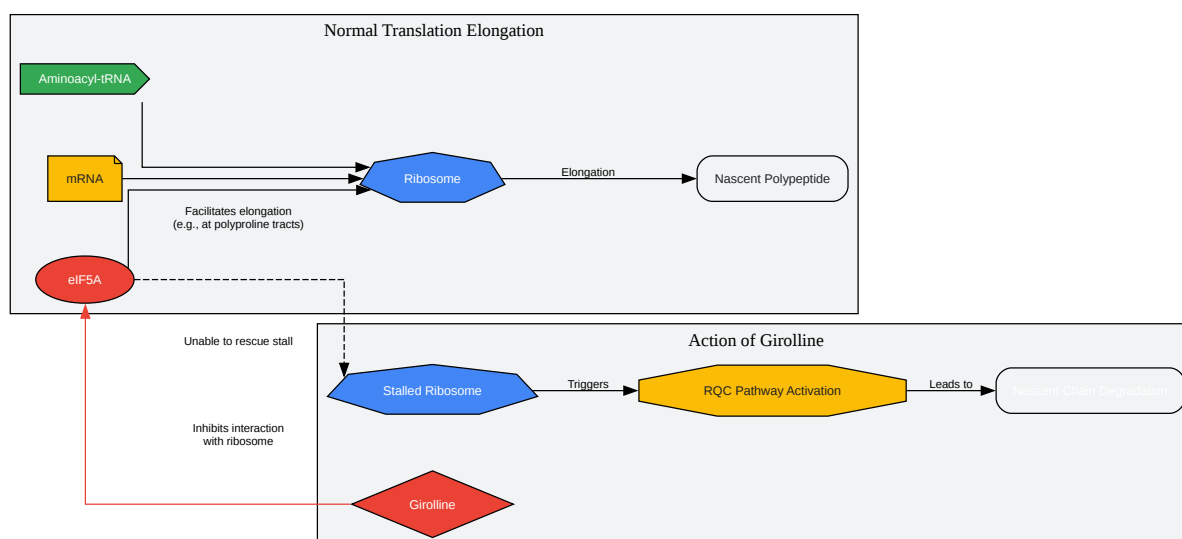 Normal Translation Elongation
Aminoacyl-tRNA
mRNA
Ribosome
Elongation
Nascent Polypeptide
Facilitates elongation
(e.g., at polyproline tracts)
eIF5A
Unable to rescue stall
Action of Girolline
Stalled Ribosome
Triggers
RQC Pathway Activation
Leads to
Nascent Chain Degradation
Inhibits interaction
with ribosome
Girolline